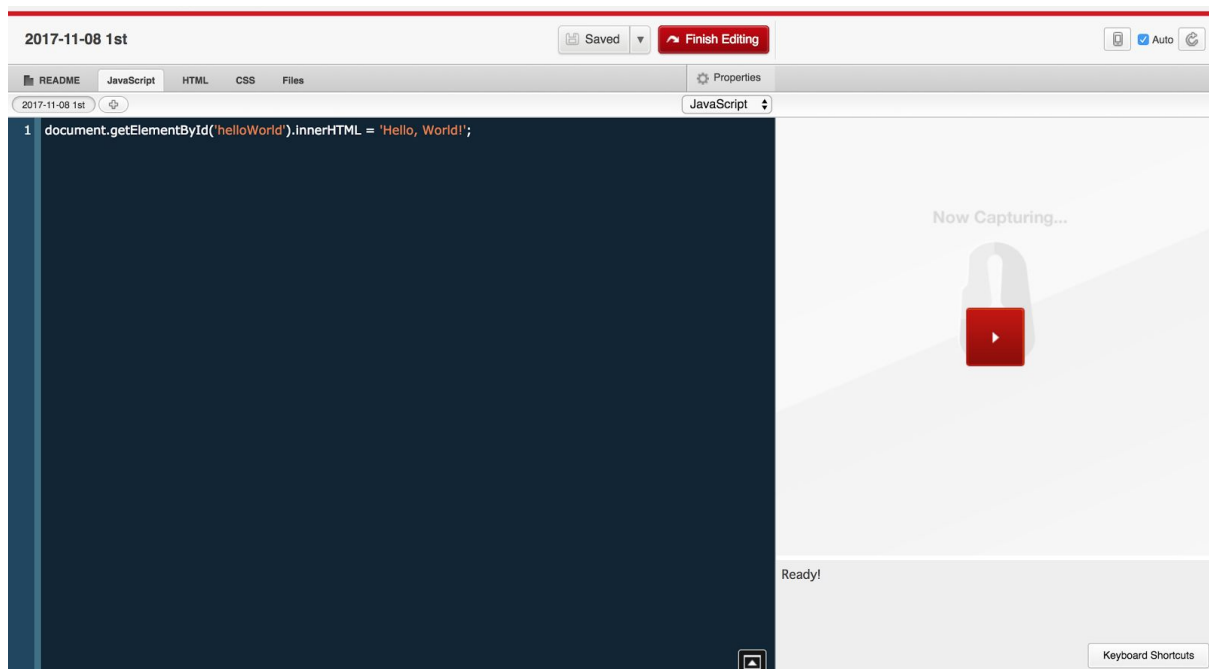 2017-11-08 1st
Saved
Finish Editing
Auto
README
JavaScript
HTML
CSS
Files
Properties
2017-11-08 1st
JavaScript
1 document.getElementById('helloWorld').innerHTML = 'Hello, World!';
Now Capturing...
Ready!
Keyboard Shortcuts